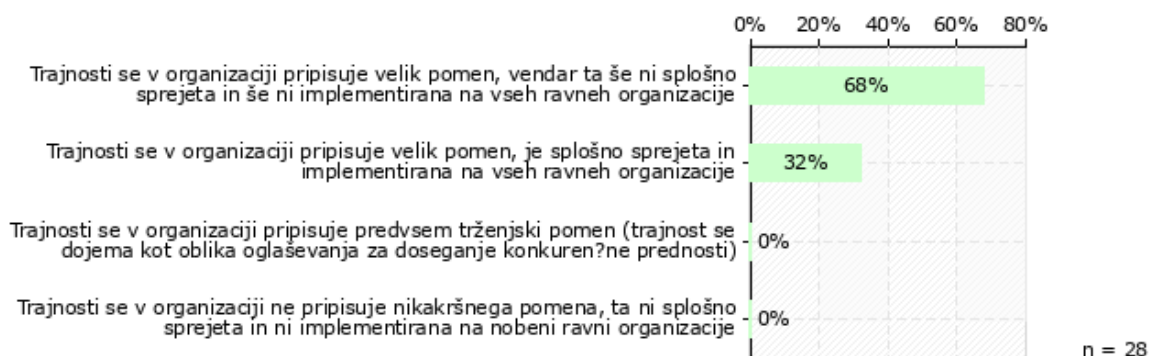 0% 20% 40% 60% 80%
Trajnosti se v organizaciji pripisuje velik pomen, vendar ta še ni splošno
sprejeta in še ni implementirana na vseh ravneh organizacije
68%
Trajnosti se v organizaciji pripisuje velik pomen, je splošno sprejeta in
implementirana na vseh ravneh organizacije
32%
Trajnosti se v organizaciji pripisuje predvsem trženjski pomen (trajnost se
dojema kot oblika oglaševanja za doseganje konkuren?ne prednosti)
0%
Trajnosti se v organizaciji ne pripisuje nikakršnega pomena, ta ni splošno
sprejeta in ni implementirana na nobeni ravni organizacije
0%
n = 28